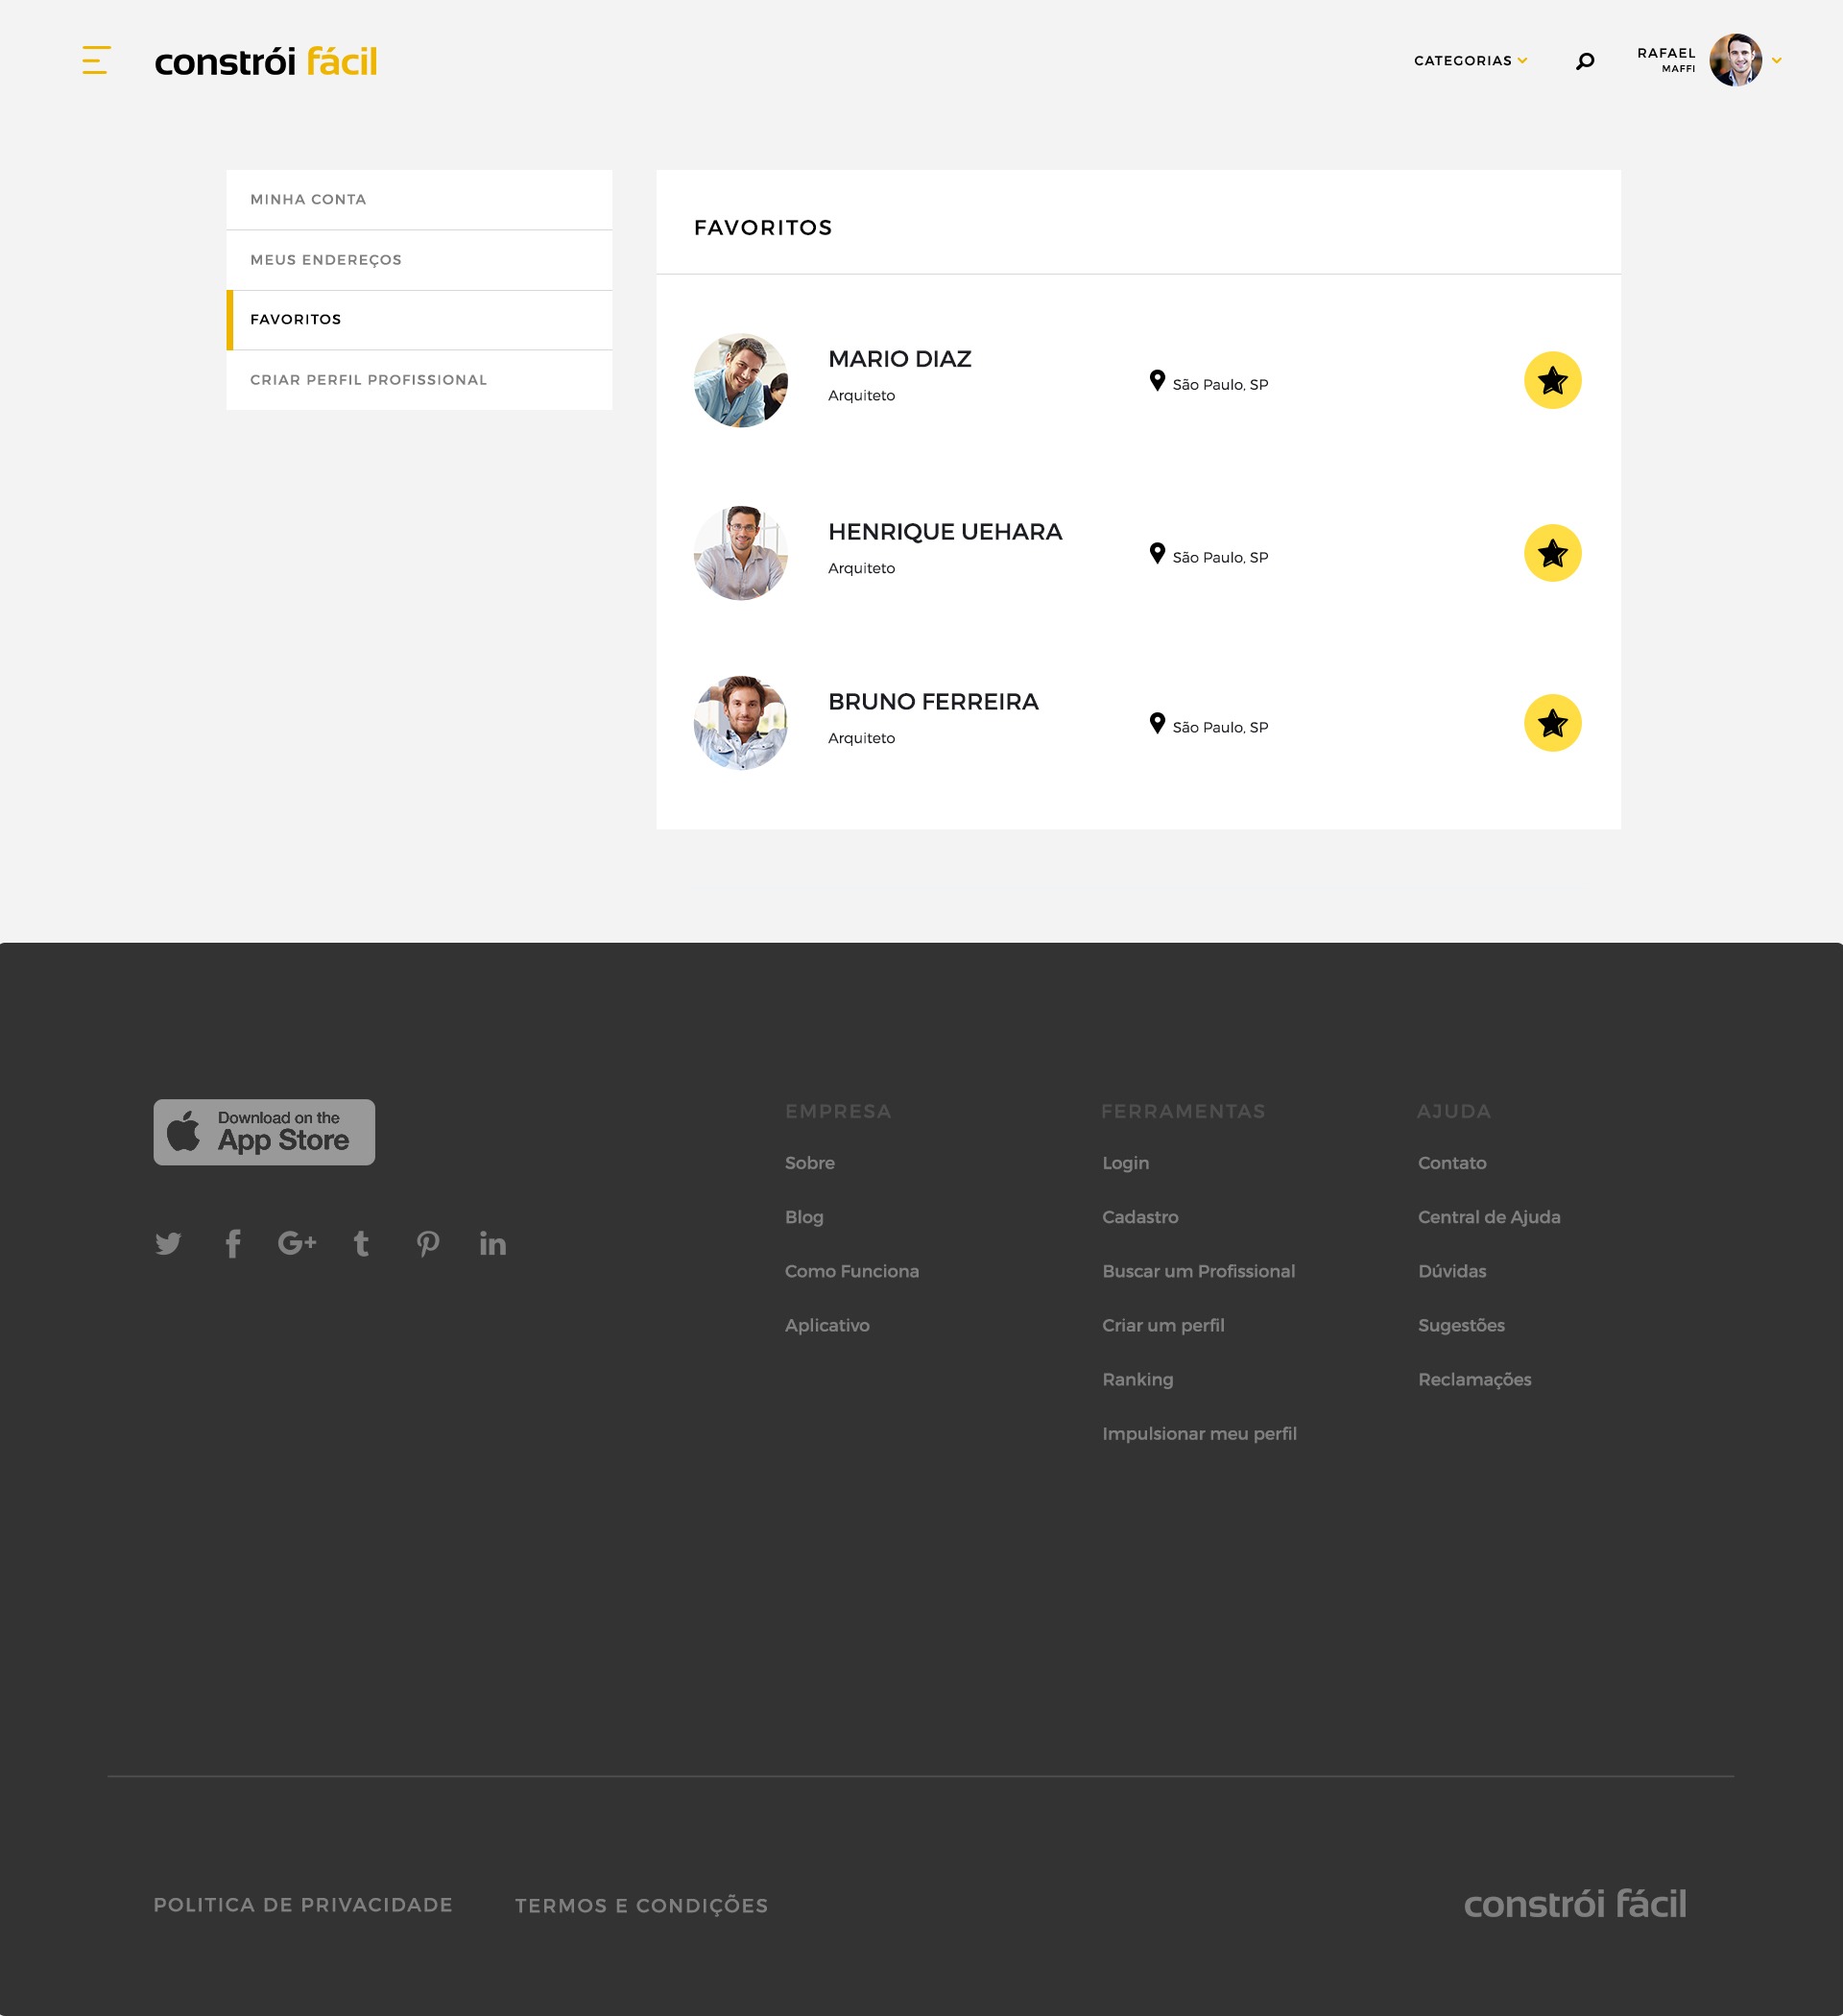 constrói fácil
CATEGORIAS
RAFAEL
MAFFI
MINHA CONTA
MEUS ENDEREÇOS
FAVORITOS
CRIAR PERFIL PROFISSIONAL
FAVORITOS
MARIO DIAZ
Arquiteto
São Paulo, SP
HENRIQUE UEHARA
Arquiteto
São Paulo, SP
BRUNO FERREIRA
Arquiteto
São Paulo, SP
Download on the
App Store
EMPRESA
Sobre
Blog
Como Funciona
Aplicativo
FERRAMENTAS
Login
Cadastro
Buscar um Profissional
Criar um perfil
Ranking
Impulsionar meu perfil
AJUDA
Contato
Central de Ajuda
Dúvidas
Sugestões
Reclamações
POLITICA DE PRIVACIDADE
TERMOS E CONDIÇÕES
constrói fácil